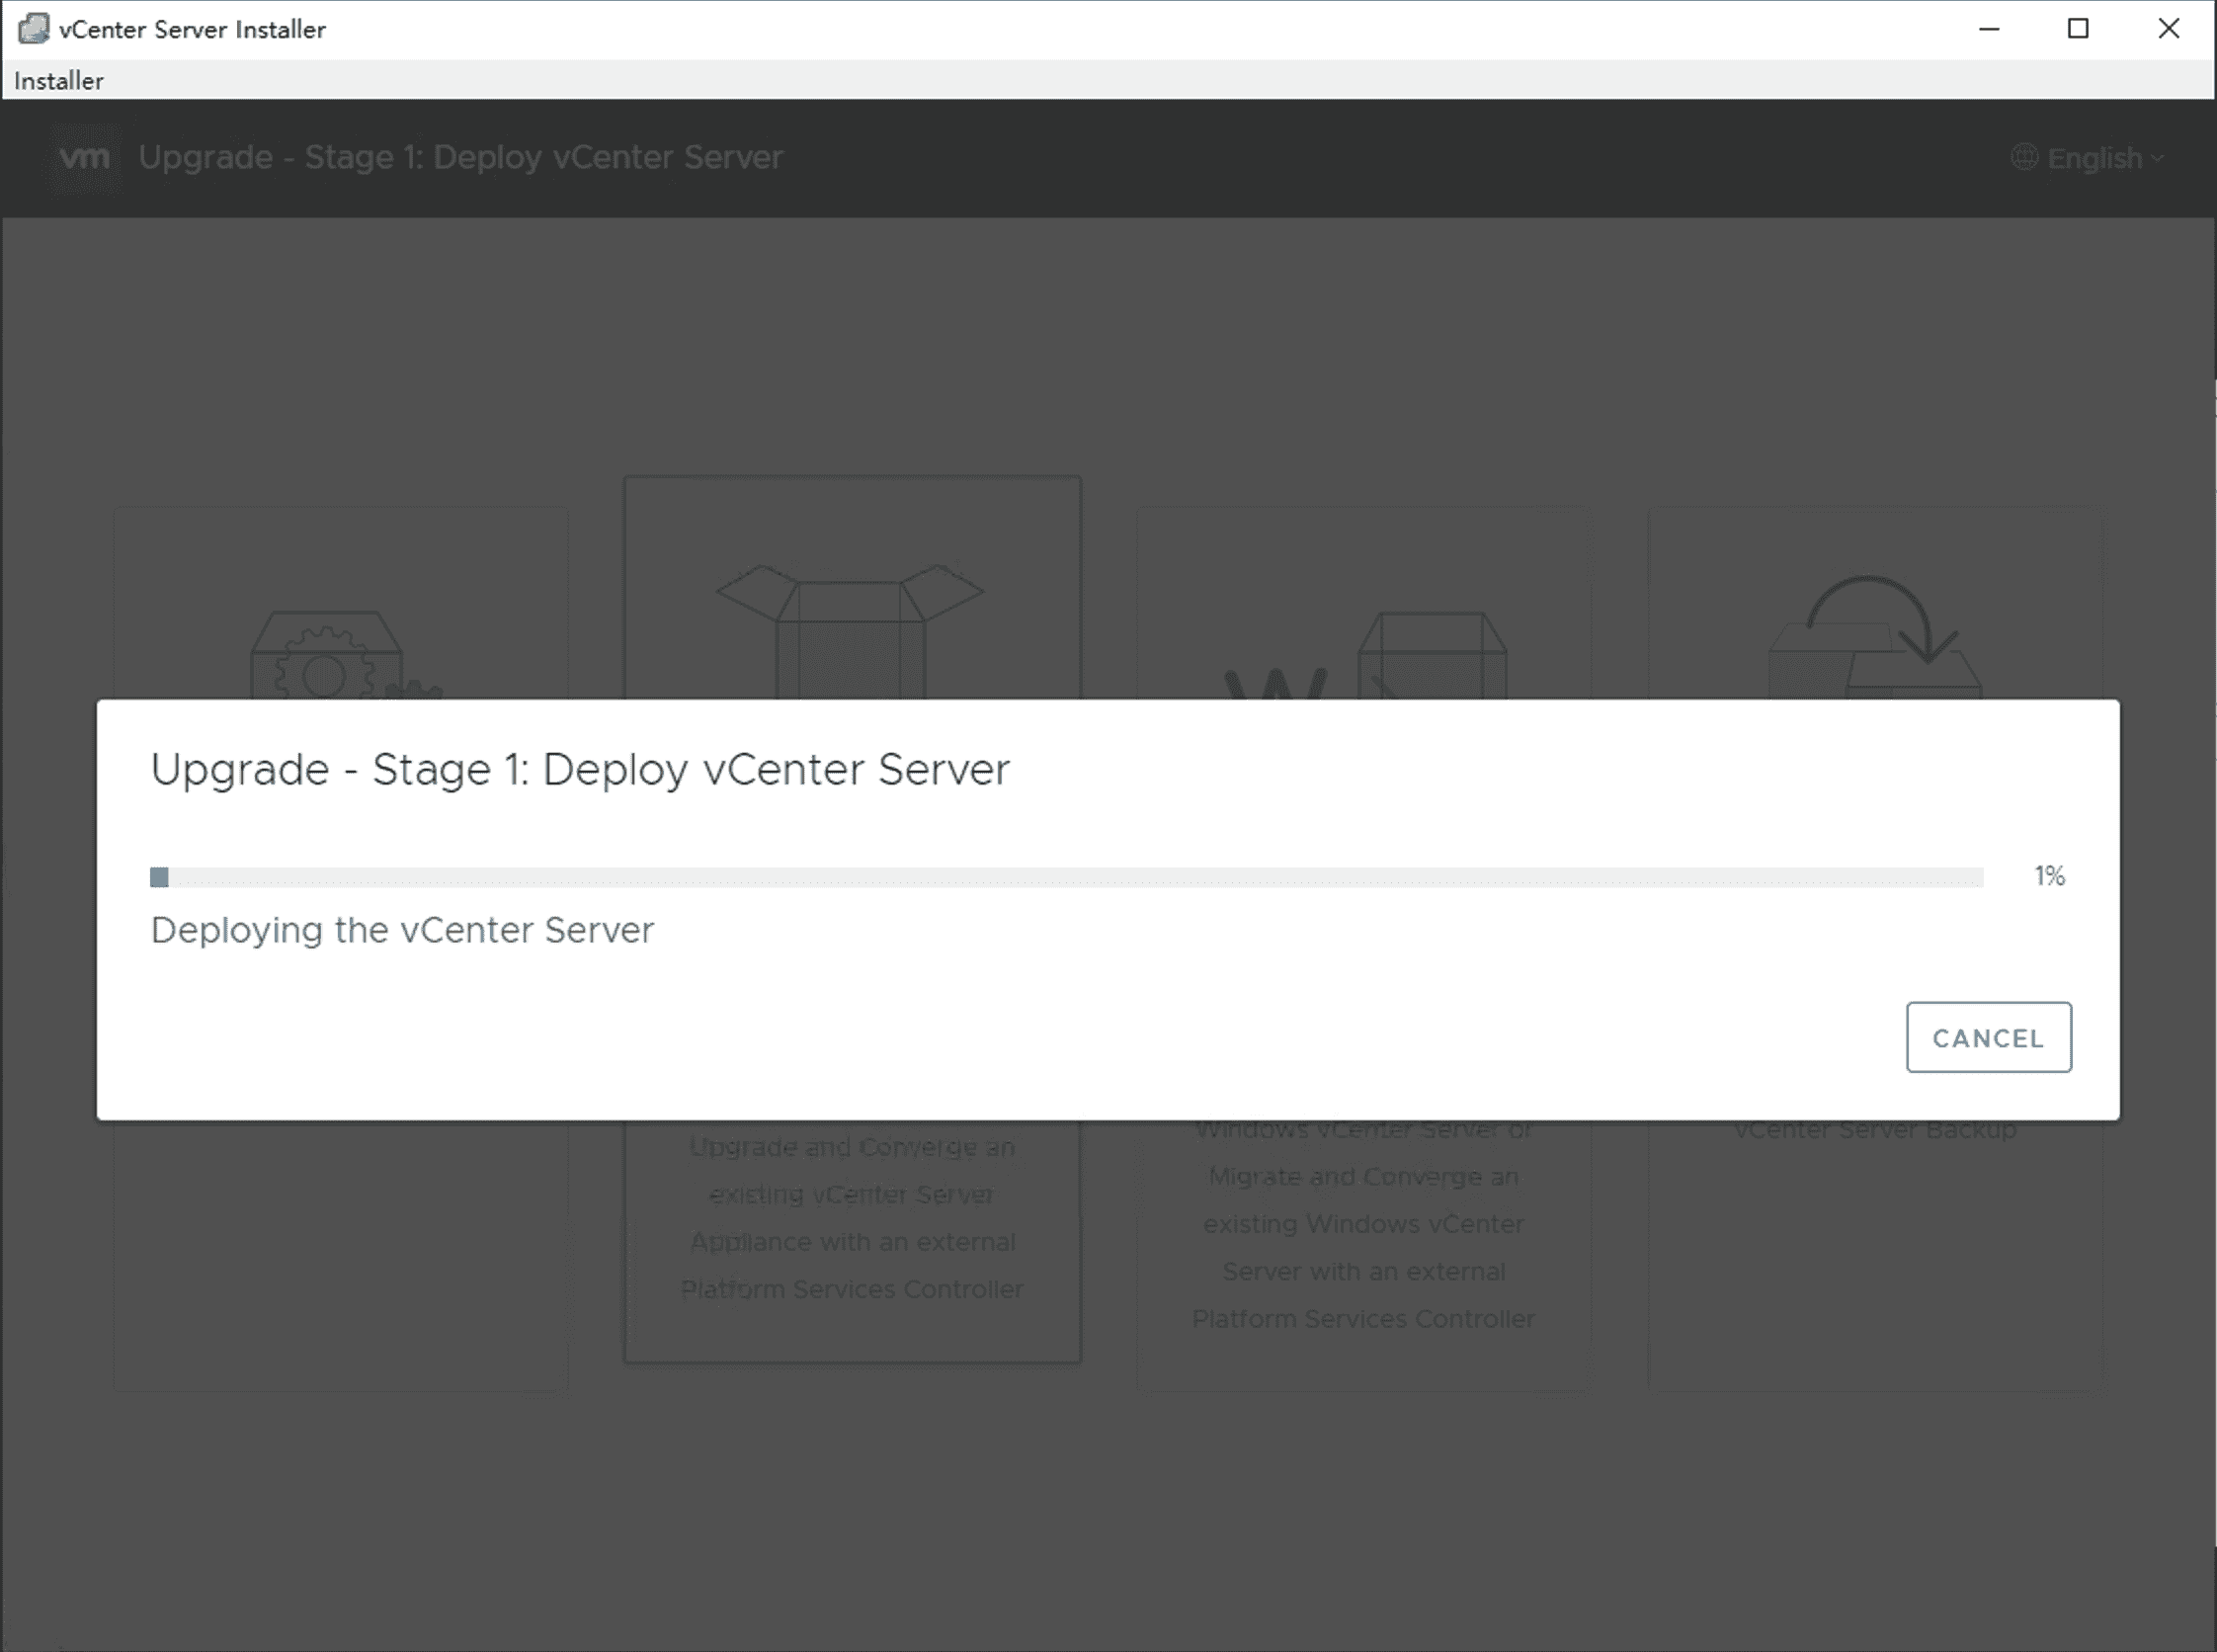 vCenter Server Installer
Installer
vm Upgrade - Stage 1: Deploy vCenter Server English
W
Upgrade - Stage 1: Deploy vCenter Server
1%
Deploying the vCenter Server
CANCEL
Upgrade and Converge an
existing vCenter Server
Appliance with an external
Platform Services Controller
Windows vCenter Server or
Migrate and Converge an
existing Windows vCenter
Server with an external
Platform Services Controller
vCenter Server Backup